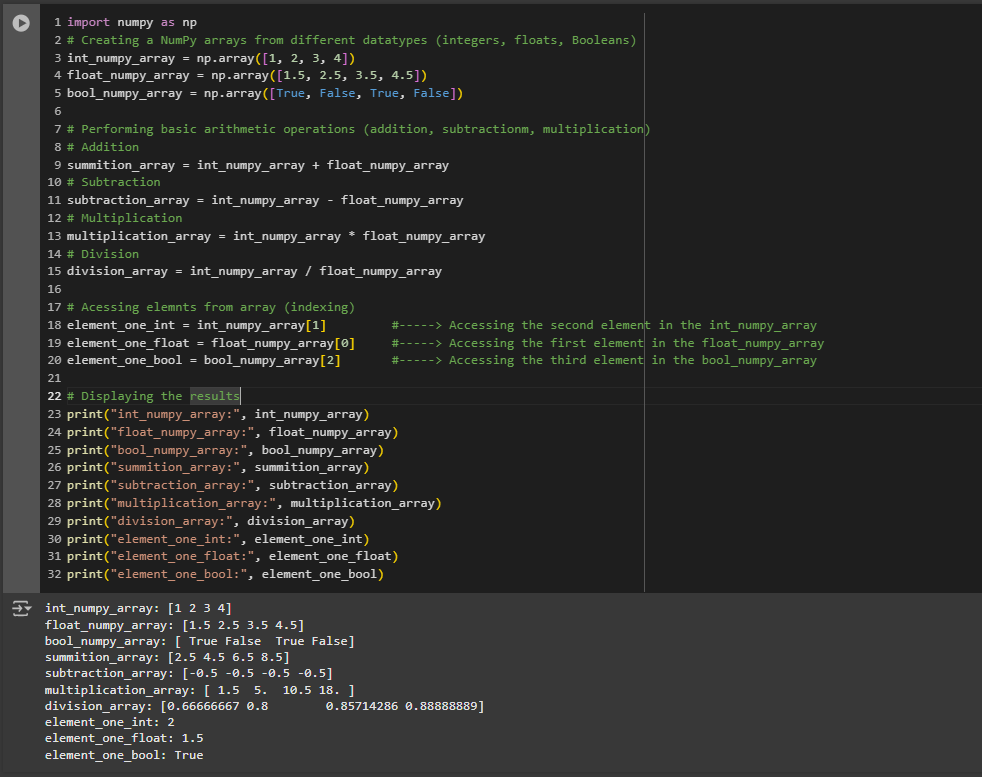 1 import numpy as np
2 # Creating a NumPy arrays from different datatypes (integers, floats, Booleans)
3 int_numpy_array = np.array([1, 2, 3, 4])
4 float_numpy_array = np.array([1.5, 2.5, 3.5, 4.5])
5 bool_numpy_array = np.array([True, False, True, False])
6
7 # Performing basic arithmetic operations (addition, subtractionm, multiplication)
8 # Addition
9 summition_array = int_numpy_array + float_numpy_array
10 # Subtraction
11 subtraction_array = int_numpy_array - float_numpy_array
12 # Multiplication
13 multiplication_array = int_numpy_array * float_numpy_array
14 # Division
15 division_array = int_numpy_array / float_numpy_array
16
17 # Acessing elemnts from array (indexing)
18 element_one_int = int_numpy_array[1]         #-----> Accessing the second element in the int_numpy_array
19 element_one_float = float_numpy_array[0]     #-----> Accessing the first element in the float_numpy_array
20 element_one_bool = bool_numpy_array[2]       #-----> Accessing the third element in the bool_numpy_array
21
22 # Displaying the results
23 print("int_numpy_array:", int_numpy_array)
24 print("float_numpy_array:", float_numpy_array)
25 print("bool_numpy_array:", bool_numpy_array)
26 print("summition_array:", summition_array)
27 print("subtraction_array:", subtraction_array)
28 print("multiplication_array:", multiplication_array)
29 print("division_array:", division_array)
30 print("element_one_int:", element_one_int)
31 print("element_one_float:", element_one_float)
32 print("element_one_bool:", element_one_bool)
int_numpy_array: [1 2 3 4]
float_numpy_array: [1.5 2.5 3.5 4.5]
bool_numpy_array: [ True False  True False]
summition_array: [2.5 4.5 6.5 8.5]
subtraction_array: [-0.5 -0.5 -0.5 -0.5]
multiplication_array: [ 1.5  5.  10.5 18. ]
division_array: [0.66666667 0.8        0.85714286 0.88888889]
element_one_int: 2
element_one_float: 1.5
element_one_bool: True